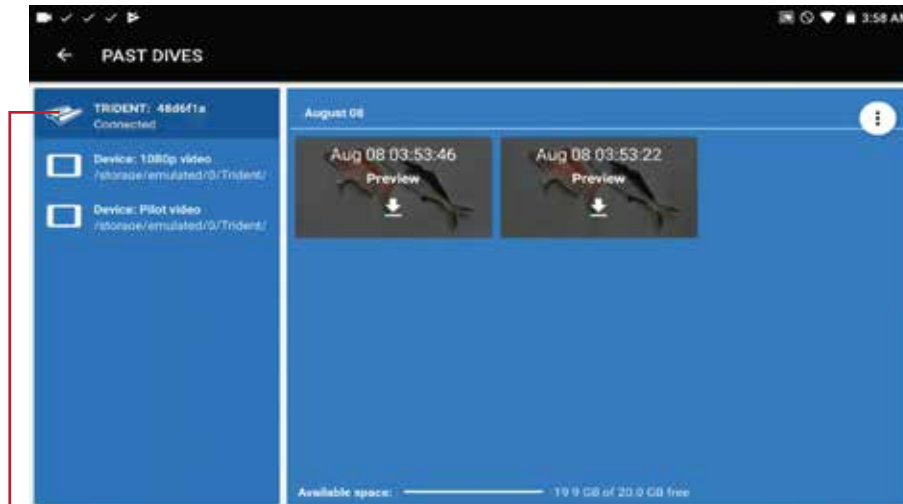 3:58 AM
PAST DIVES
TRIDENT: 48d6f1a
Connected
Device: 1080p video
/storage/emulated/0/Trident/
Device: Pilot video
/storage/emulated/0/Trident/
August 08
Aug 08 03:53:46
Preview
Aug 08 03:53:22
Preview
Available space:
19.9 GB of 20.0 GB free